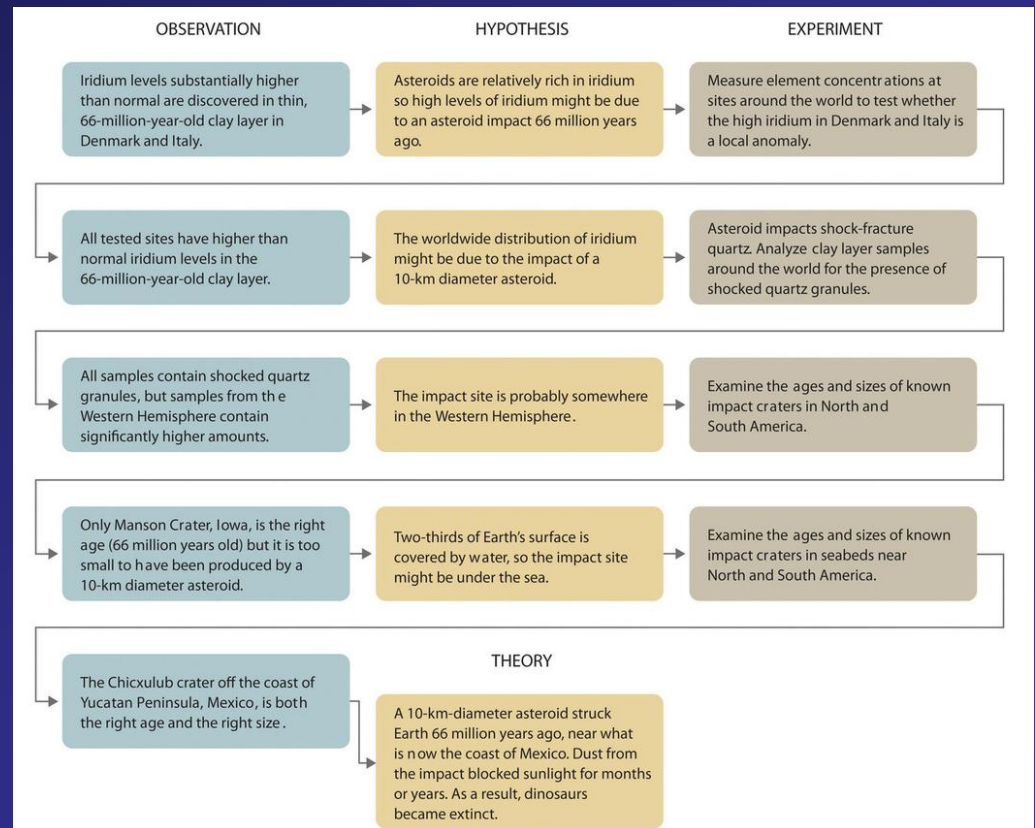 OBSERVATION
HYPOTHESIS
EXPERIMENT
Iridium levels substantially higher
than normal are discovered in thin,
66-million-year-old clay layer in
Denmark and Italy.
Asteroids are relatively rich in iridium
so high levels of iridium might be due
to an asteroid impact 66 million years
ago.
Measure element concentrations at
sites around the world to test whether
the high iridium in Denmark and Italy is
a local anomaly.
All tested sites have higher than
normal iridium levels in the
66-million-year-old clay layer.
The worldwide distribution of iridium
might be due to the impact of a
10-km diameter asteroid.
Asteroid impacts shock-fracture
quartz. Analyze clay layer samples
around the world for the presence of
shocked quartz granules.
All samples contain shocked quartz
granules, but samples from the
Western Hemisphere contain
significantly higher amounts.
The impact site is probably somewhere
in the Western Hemisphere.
Examine the ages and sizes of known
impact craters in North and
South America.
Only Manson Crater, Iowa, is the right
age (66 million years old) but it is too
small to have been produced by a
10-km diameter asteroid.
Two-thirds of Earth's surface is
covered by water, so the impact site
might be under the sea.
Examine the ages and sizes of known
impact craters in seabeds near
North and South America.
The Chicxulub crater off the coast of
Yucatan Peninsula, Mexico, is both
the right age and the right size.
THEORY
A 10-km-diameter asteroid struck
Earth 66 million years ago, near what
is now the coast of Mexico. Dust from
the impact blocked sunlight for months
or years. As a result, dinosaurs
became extinct.